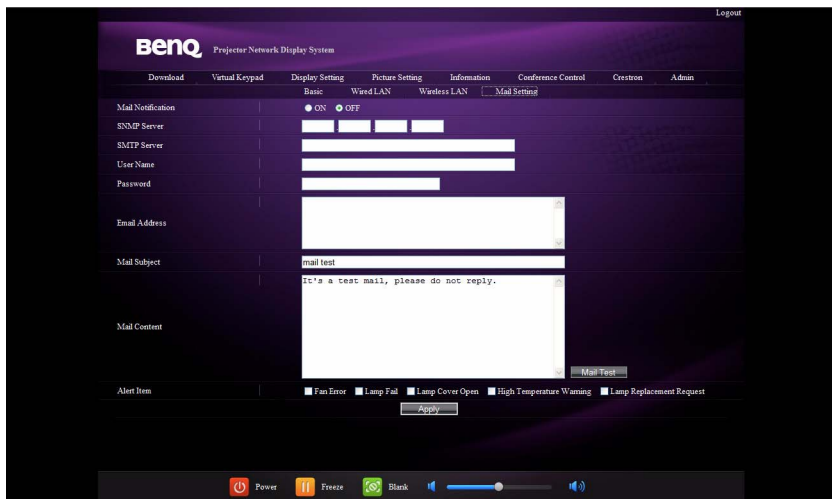 Logout
BenQ Projector Network Display System
Download Virtual Keypad Display Setting Picture Setting Information Conference Control Crestron Admin
Basic Wired LAN Wireless LAN Mail Setting
Mail Notification ON OFF
SNMP Server . . .
SMTP Server
User Name
Password
Email Address
Mail Subject mail test
It's a test mail, please do not reply.
Mail Content
Mail Test
Alert Item Fan Error Lamp Fail Lamp Cover Open High Temperature Warning Lamp Replacement Request
Apply
Power Freeze Blank